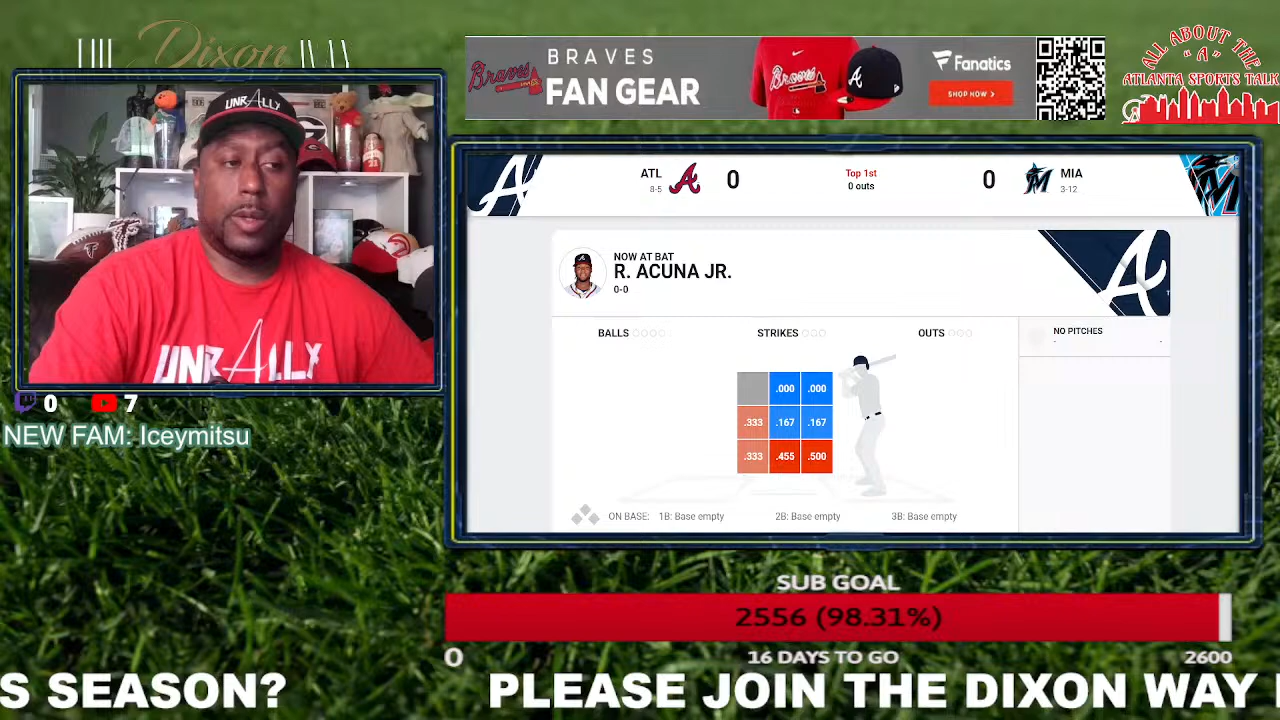 Dixon
UNRALLY
UNRALLY
0
7
NEW FAM: Iceymitsu
Braves
BRAVES
FAN GEAR
Braves
Fanatics
SHOP NOW >
ALL ABOUT THE
"A"
ATLANTA SPORTS TALK
ATL
8-5
0
Top 1st
0 outs
0
MIA
3-12
NOW AT BAT
R. ACUNA JR.
0-0
BALLS
STRIKES
OUTS
NO PITCHES
-
-
.000 .000
.333 .167 .167
.333 .455 .500
ON BASE: 1B: Base empty 2B: Base empty 3B: Base empty
SUB GOAL
2556 (98.31%)
0
16 DAYS TO GO
2600
S SEASON? PLEASE JOIN THE DIXON WAY